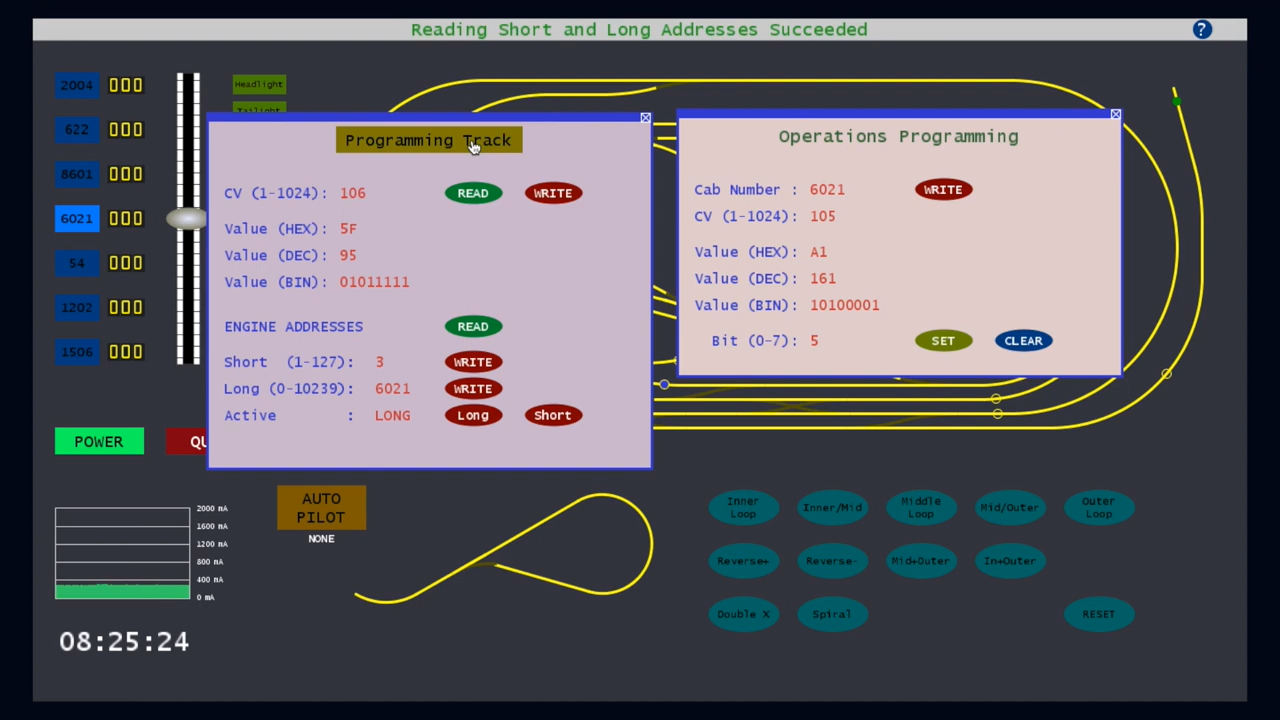 Reading Short and Long Addresses Succeeded
?
2004 000
622 000
8601 000
6021 000
54 000
1202 000
1506 000
Headlight
Programming Track
CV (1-1024): 106 READ WRITE
Value (HEX): 5F
Value (DEC): 95
Value (BIN): 01011111
ENGINE ADDRESSES READ
Short (1-127): 3 WRITE
Long (0-10239): 6021 WRITE
Active : LONG Long Short
Operations Programming
Cab Number : 6021 WRITE
CV (1-1024): 105
Value (HEX): A1
Value (DEC): 161
Value (BIN): 10100001
Bit (0-7): 5 SET CLEAR
POWER
QU
AUTO
PILOT
NONE
2000 mA
1600 mA
1200 mA
800 mA
400 mA
0 mA
08:25:24
Inner
Loop
Inner/Mid
Middle
Loop
Mid/Outer
Outer
Loop
Reverse+
Reverse-
Mid+Outer
In+Outer
Double X
Spiral
RESET